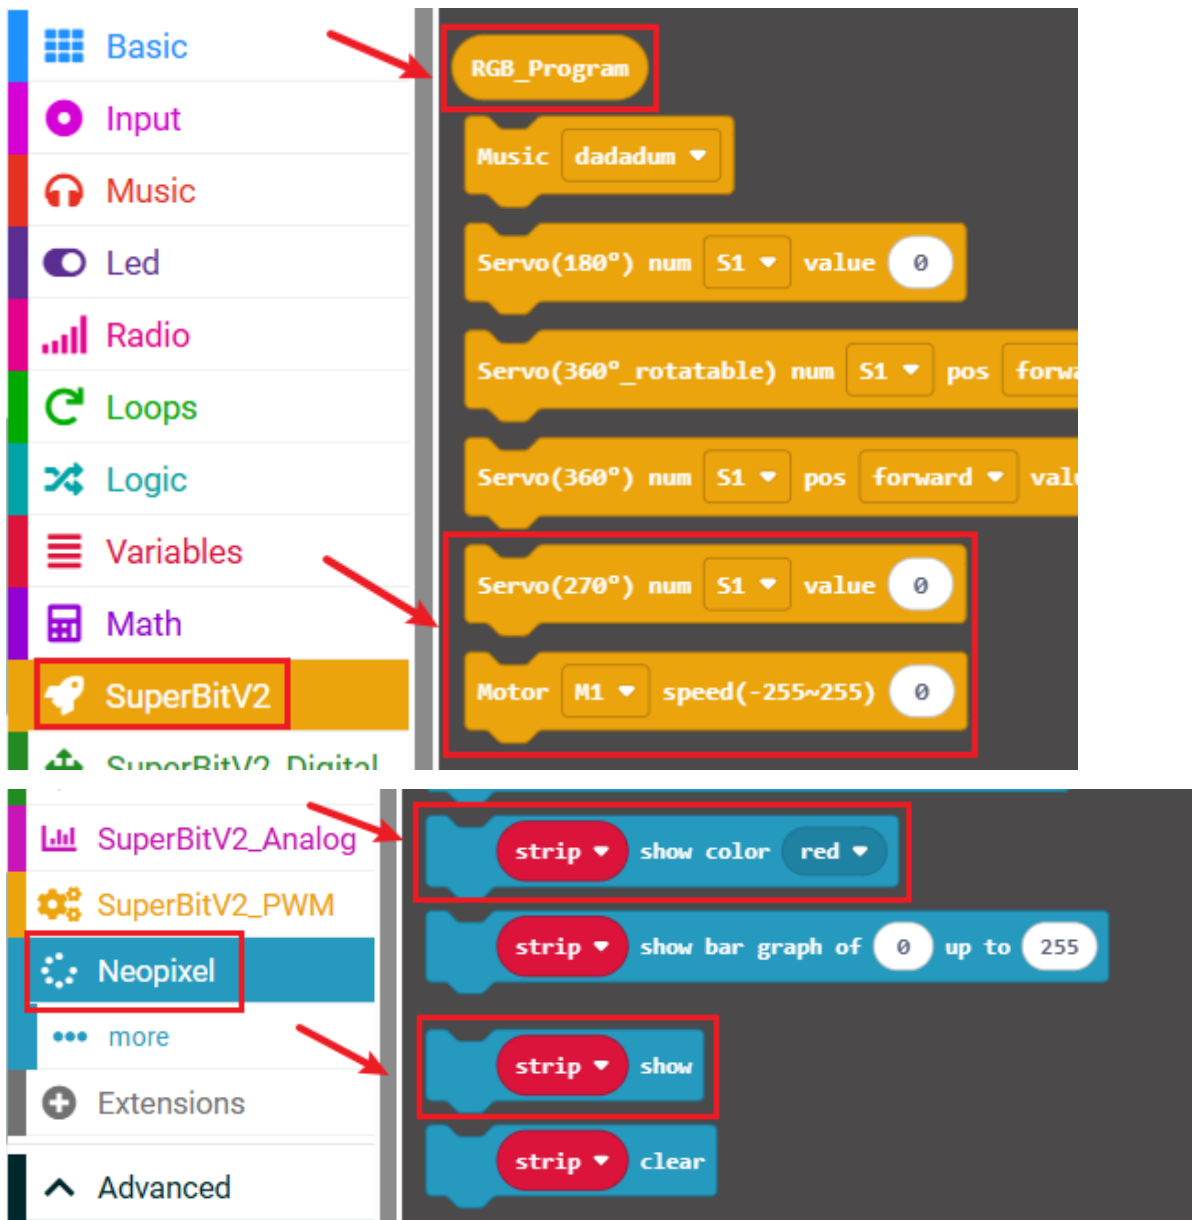 Basic
Input
Music
Led
Radio
Loops
Logic
Variables
Math
SuperBitV2
SuperBitV2_Digital
RGB_Program
Music dadadum
Servo(180°) num S1 value 0
Servo(360°_rotatable) num S1 pos forwa
Servo(360°) num S1 pos forward val
Servo(270°) num S1 value 0
Motor M1 speed(-255~255) 0
SuperBitV2_Analog
SuperBitV2_PWM
Neopixel
more
Extensions
Advanced
strip show color red
strip show bar graph of 0 up to 255
strip show
strip clear